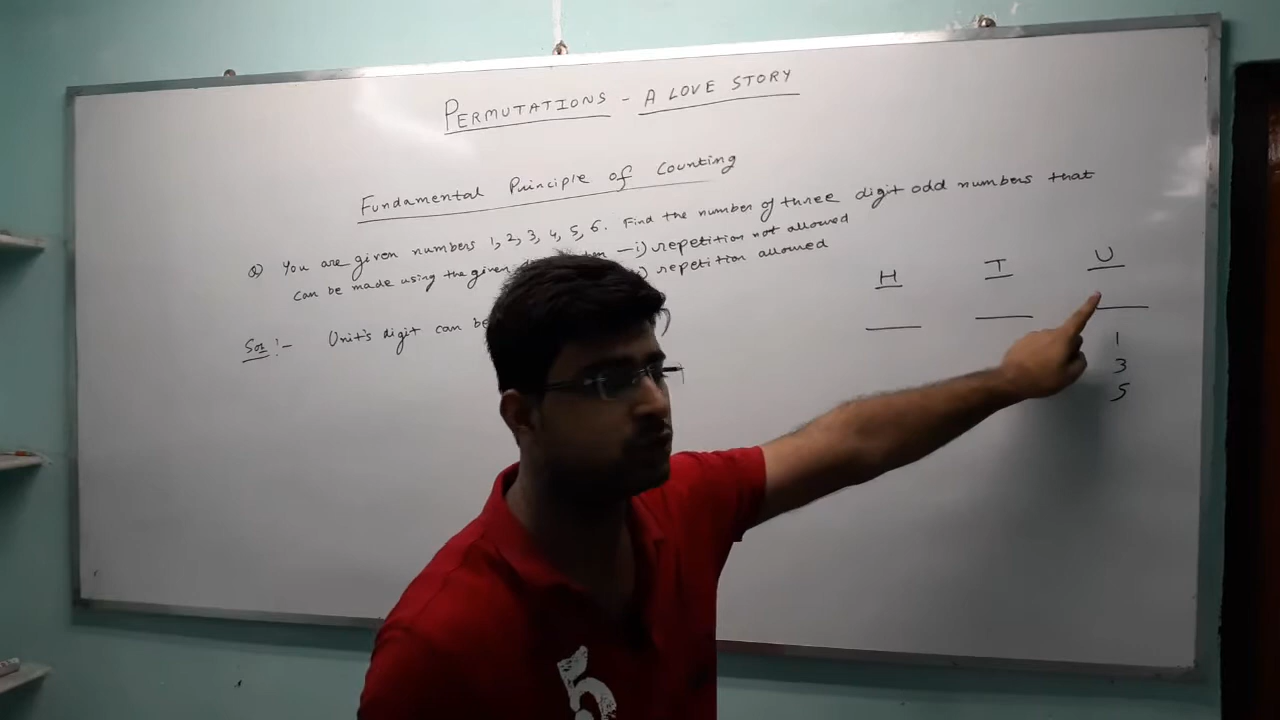 PERMUTATIONS - A LOVE STORY
Fundamental Principle of Counting
Q) You are given numbers 1, 2, 3, 4, 5, 6. Find the number of three digit odd numbers that
can be made using the given – i) repetition not allowed
repetition allowed
Sol:- Unit's digit can be
H T U
1
3
5
5